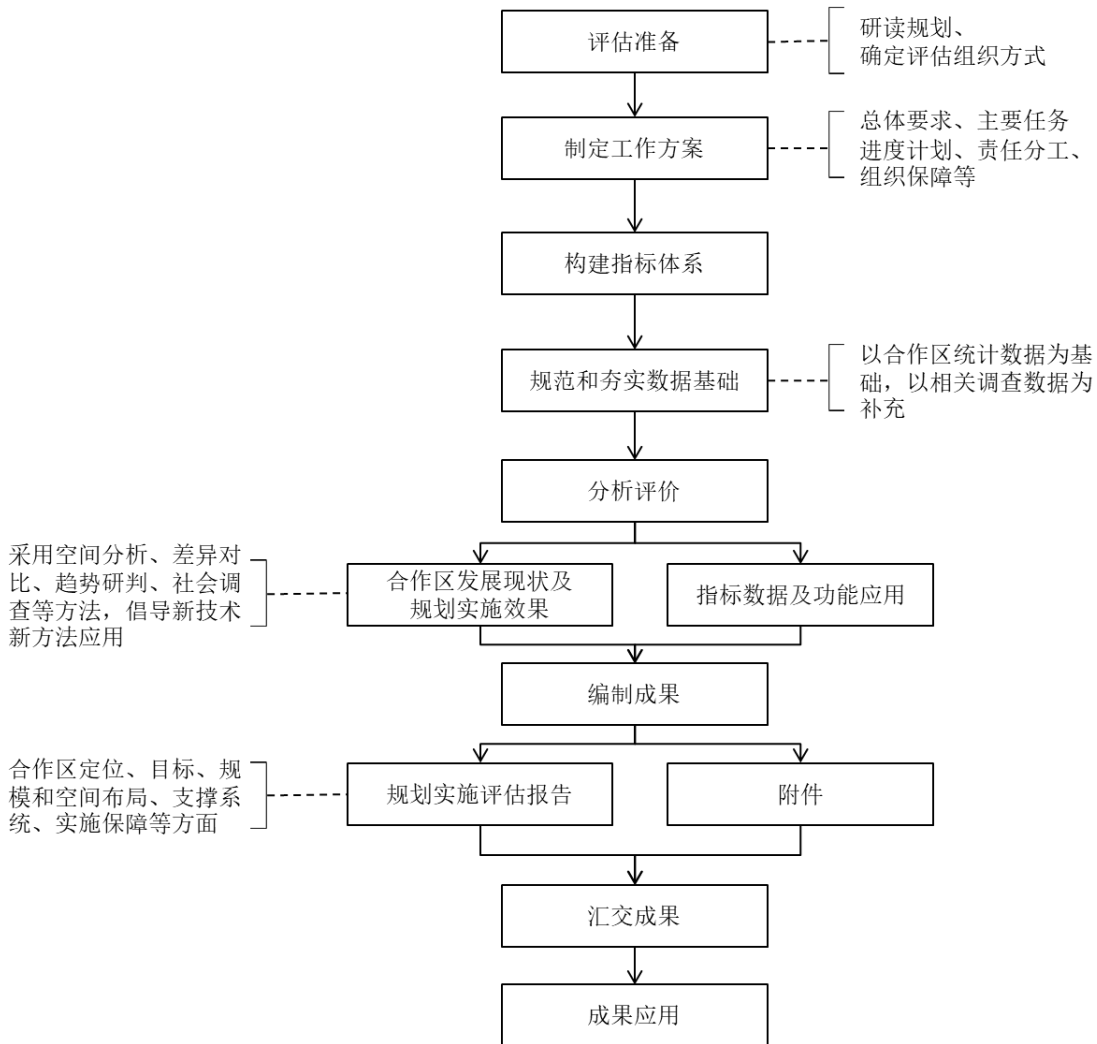 评估准备
研读规划、
确定评估组织方式
制定工作方案
总体要求、主要任务
进度计划、责任分工、
组织保障等
构建指标体系
规范和夯实数据基础
以合作区统计数据为基
础，以相关调查数据为
补充
分析评价
采用空间分析、差异对
比、趋势研判、社会调
查等方法，倡导新技术
新方法应用
合作区发展现状及
规划实施效果
指标数据及功能应用
编制成果
合作区定位、目标、规
模和空间布局、支撑系
统、实施保障等方面
规划实施评估报告
附件
汇交成果
成果应用